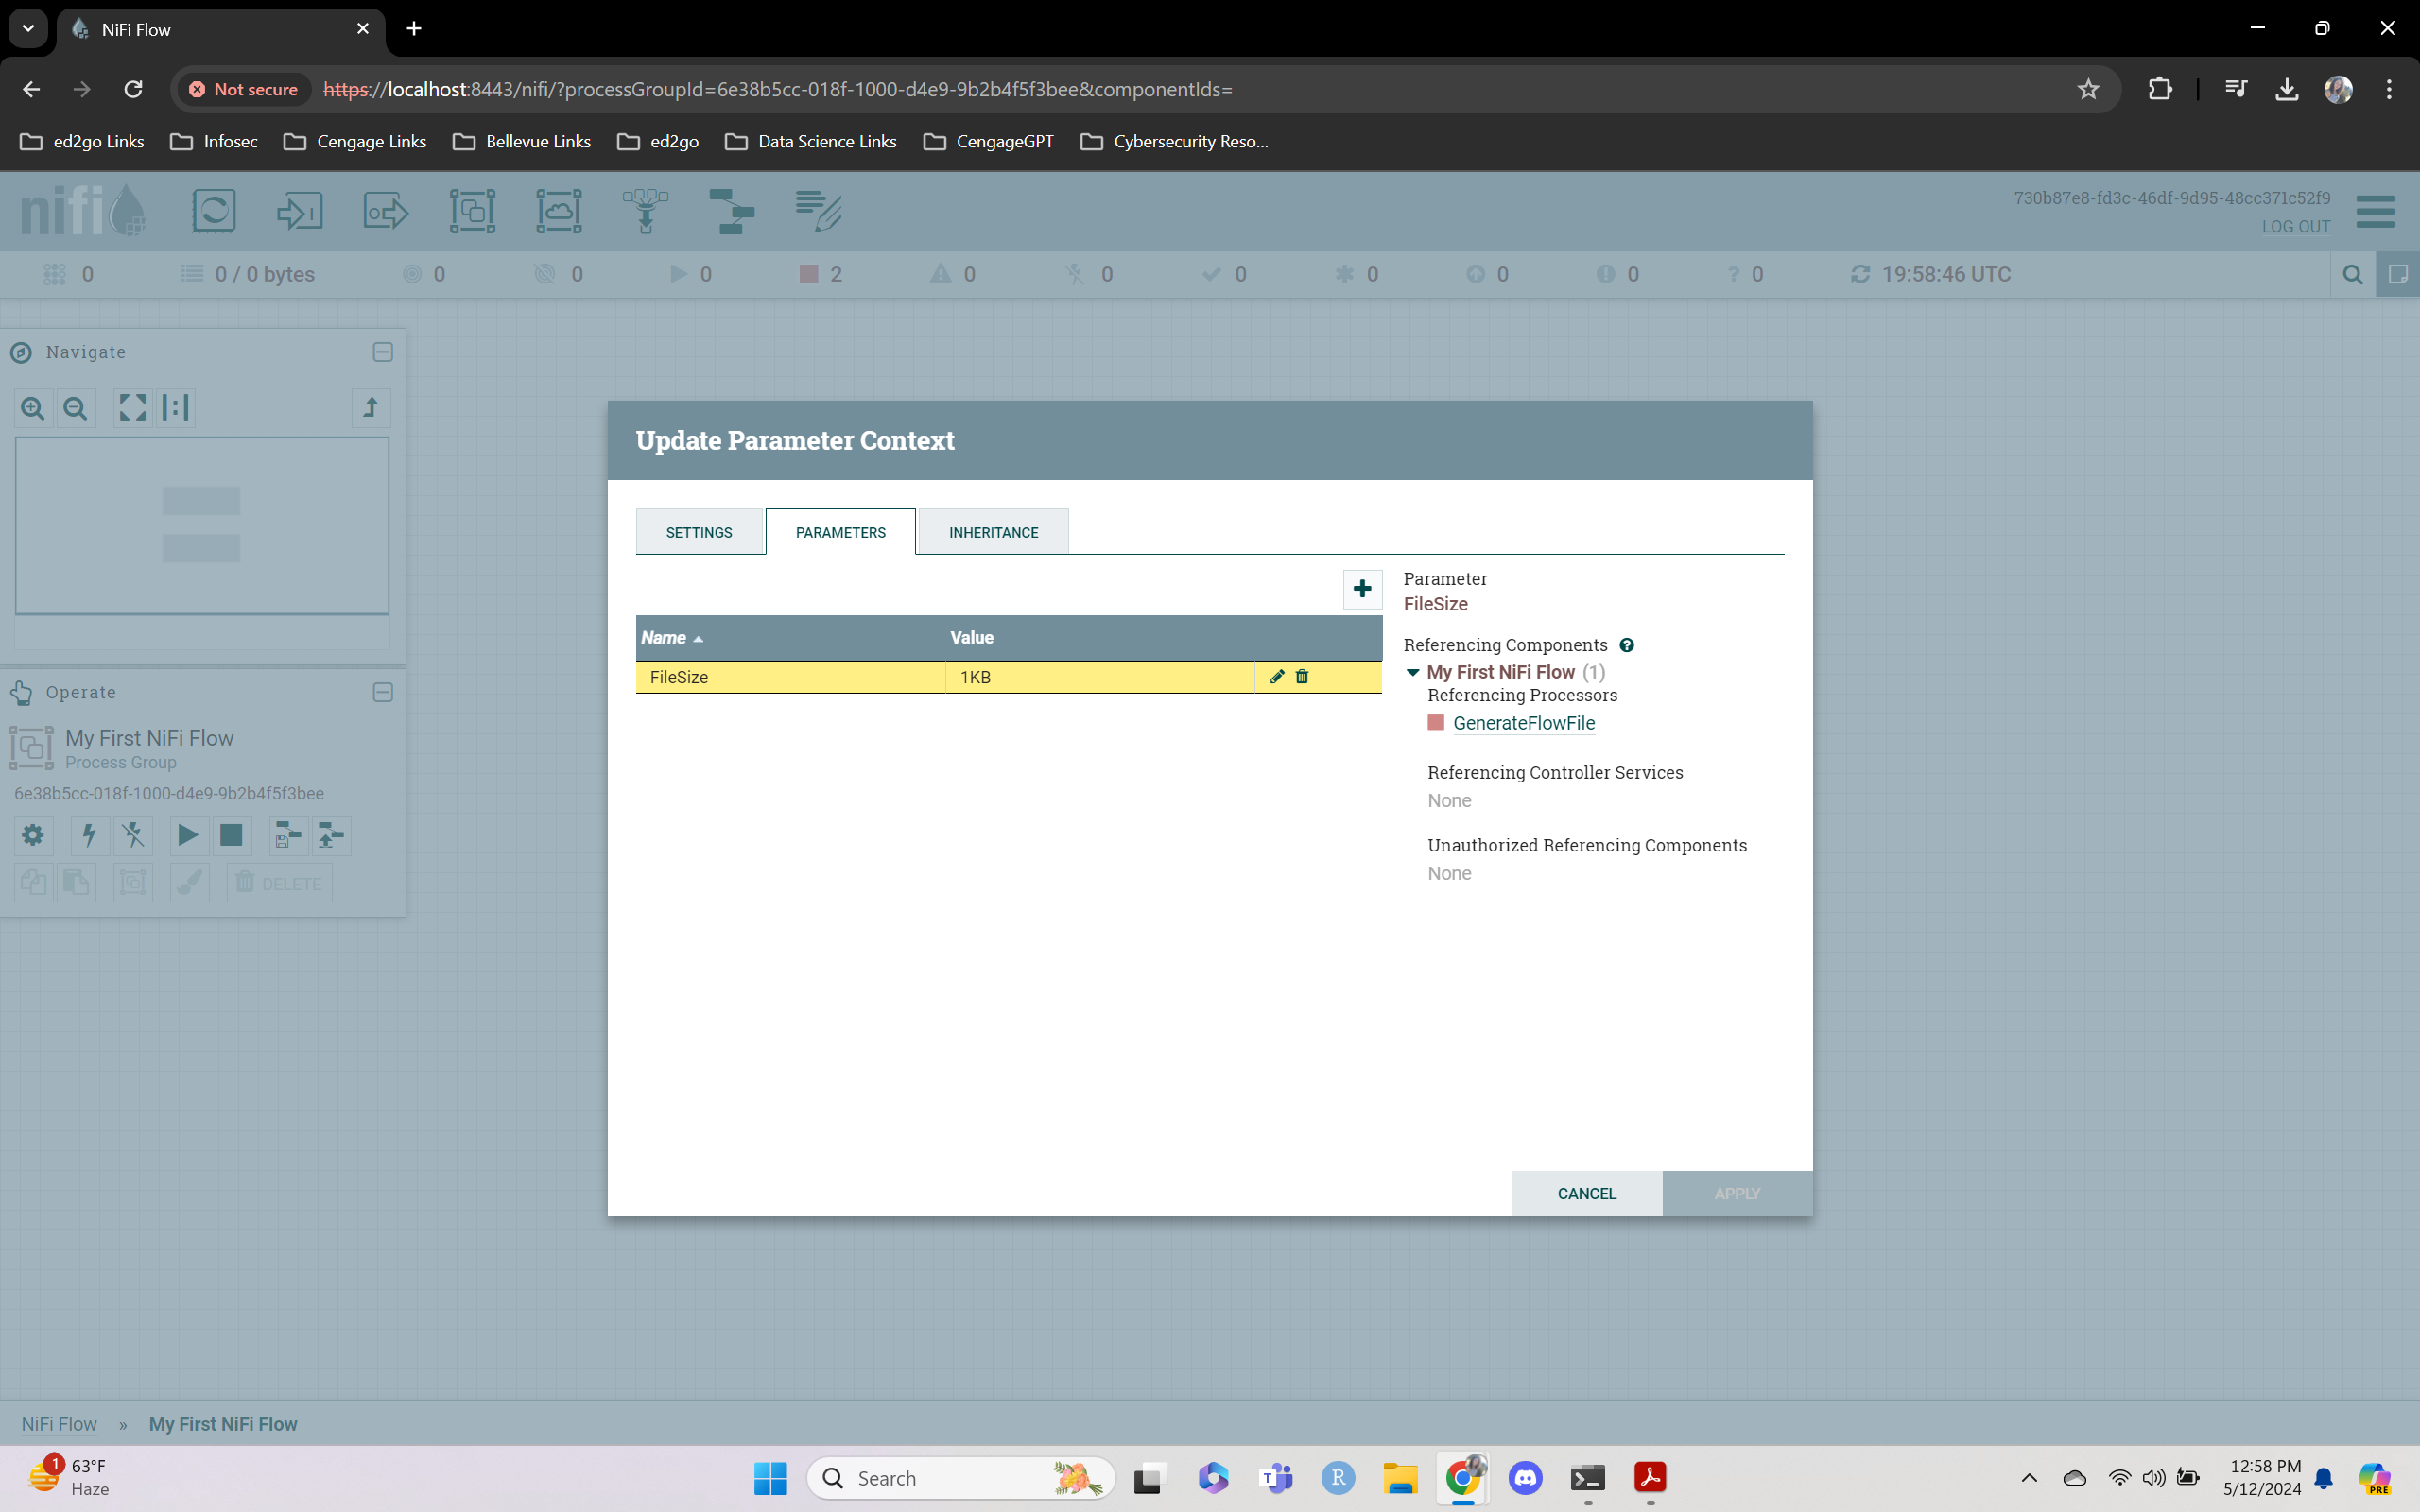 NiFi Flow
Not secure https://localhost:8443/nifi/?processGroupId=6e38b5cc-018f-1000-d4e9-9b2b4f5f3bee&componentIds=
ed2go Links Infosec Cengage Links Bellevue Links ed2go Data Science Links CengageGPT Cybersecurity Reso...
nifi
730b87e8-fd3c-46df-9d95-48cc371c52f9
LOG OUT
0 0 / 0 bytes 0 0 0 2 0 0 0 0 0 0 ? 0 19:58:46 UTC
Navigate
Operate
My First NiFi Flow
Process Group
6e38b5cc-018f-1000-d4e9-9b2b4f5f3bee
DELETE
Update Parameter Context
SETTINGS PARAMETERS INHERITANCE
Name Value
FileSize 1KB
Parameter
FileSize
Referencing Components
My First NiFi Flow (1)
Referencing Processors
GenerateFlowFile
Referencing Controller Services
None
Unauthorized Referencing Components
None
CANCEL APPLY
NiFi Flow » My First NiFi Flow
1 63°F
Haze
Search
12:58 PM
5/12/2024
PRE